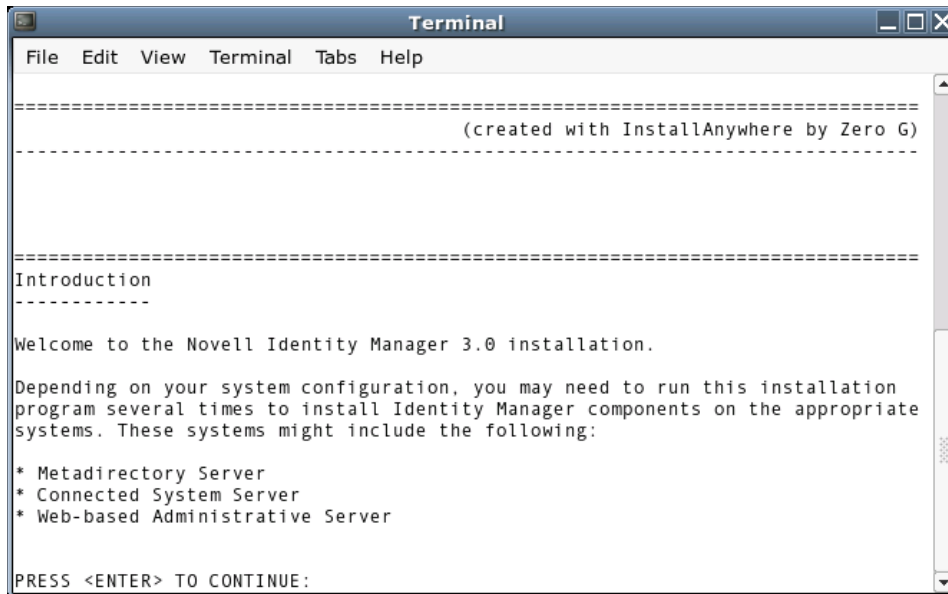 Terminal
File Edit View Terminal Tabs Help
===============================================================================
(created with InstallAnywhere by Zero G)
-------------------------------------------------------------------------------
===============================================================================
Introduction
------------
Welcome to the Novell Identity Manager 3.0 installation.
Depending on your system configuration, you may need to run this installation
program several times to install Identity Manager components on the appropriate
systems. These systems might include the following:
* Metadirectory Server
* Connected System Server
* Web-based Administrative Server
PRESS <ENTER> TO CONTINUE: